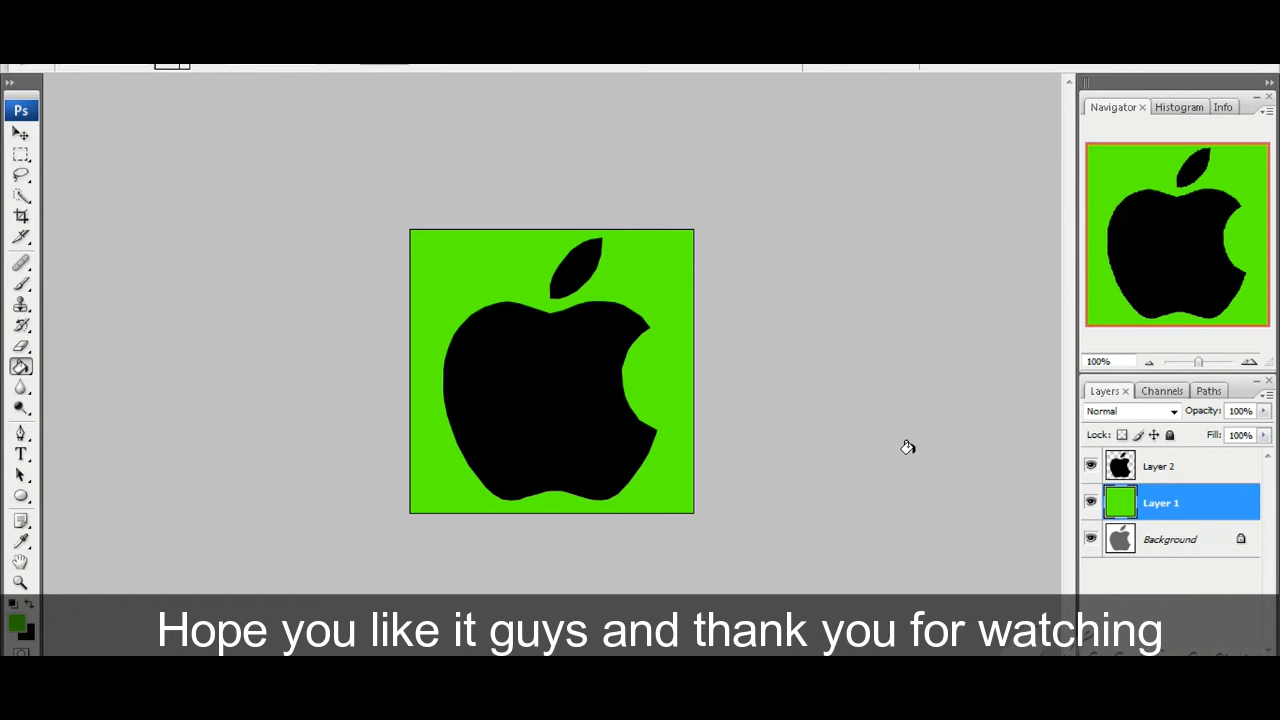 Ps
Navigator Histogram Info
100%
Layers Channels Paths
Normal Opacity: 100%
Lock: Fill: 100%
Layer 2
Layer 1
Background
T
Hope you like it guys and thank you for watching